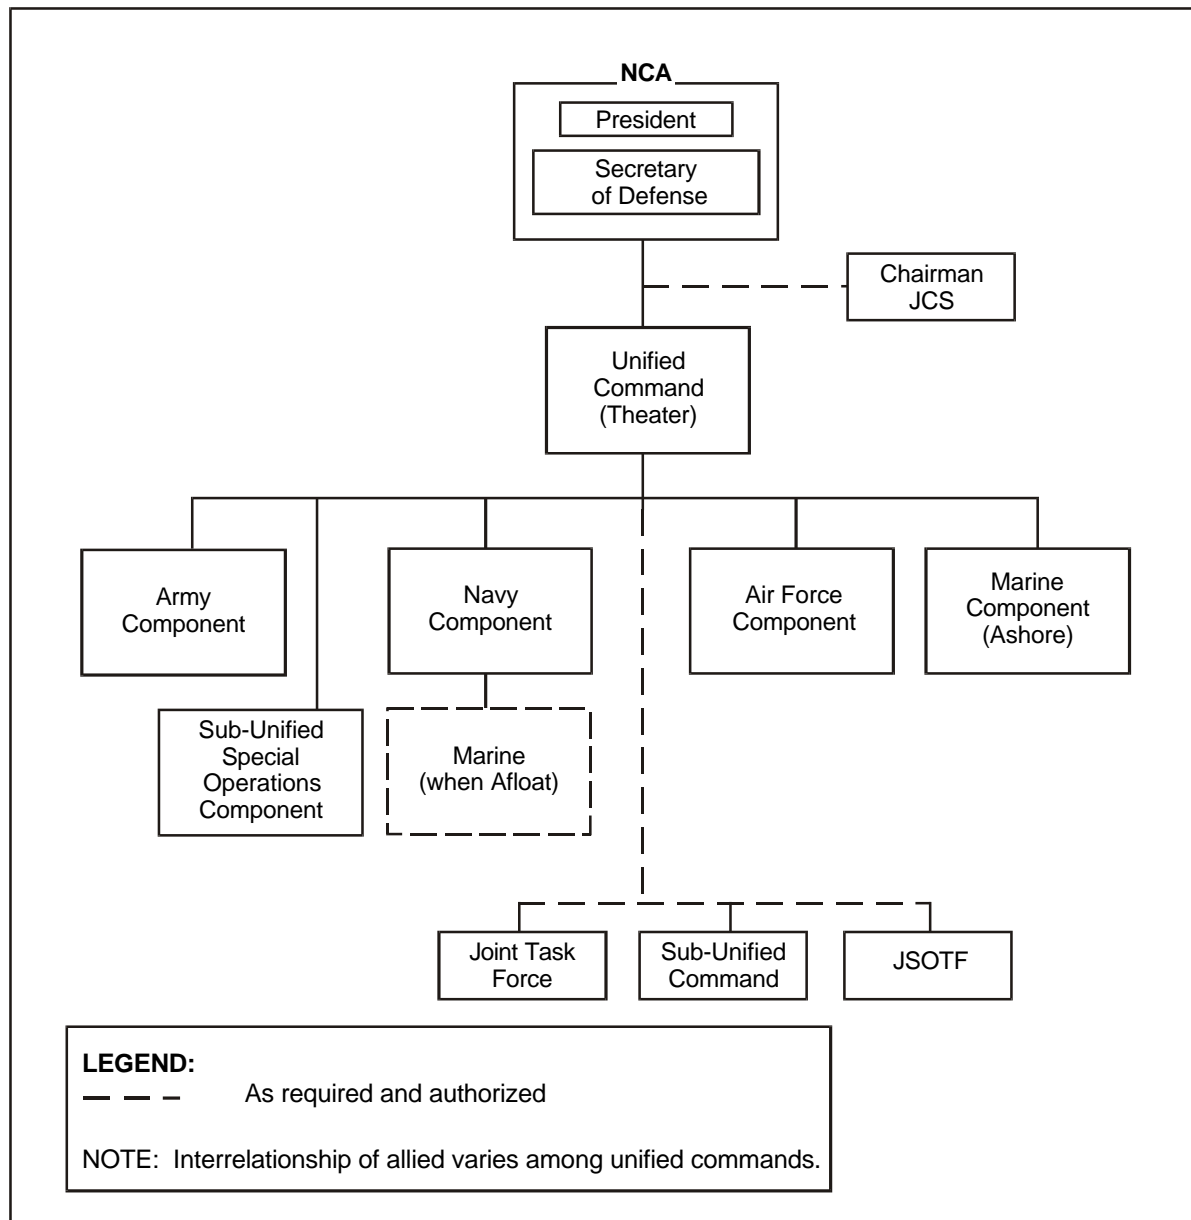 NCA
President
Secretary
of Defense
Chairman
JCS
Unified
Command
(Theater)
Army
Component
Navy
Component
Air Force
Component
Marine
Component
(Ashore)
Sub-Unified
Special
Operations
Component
Marine
(when Afloat)
Joint Task
Force
Sub-Unified
Command
JSOTF
LEGEND:
As required and authorized
NOTE: Interrelationship of allied varies among unified commands.